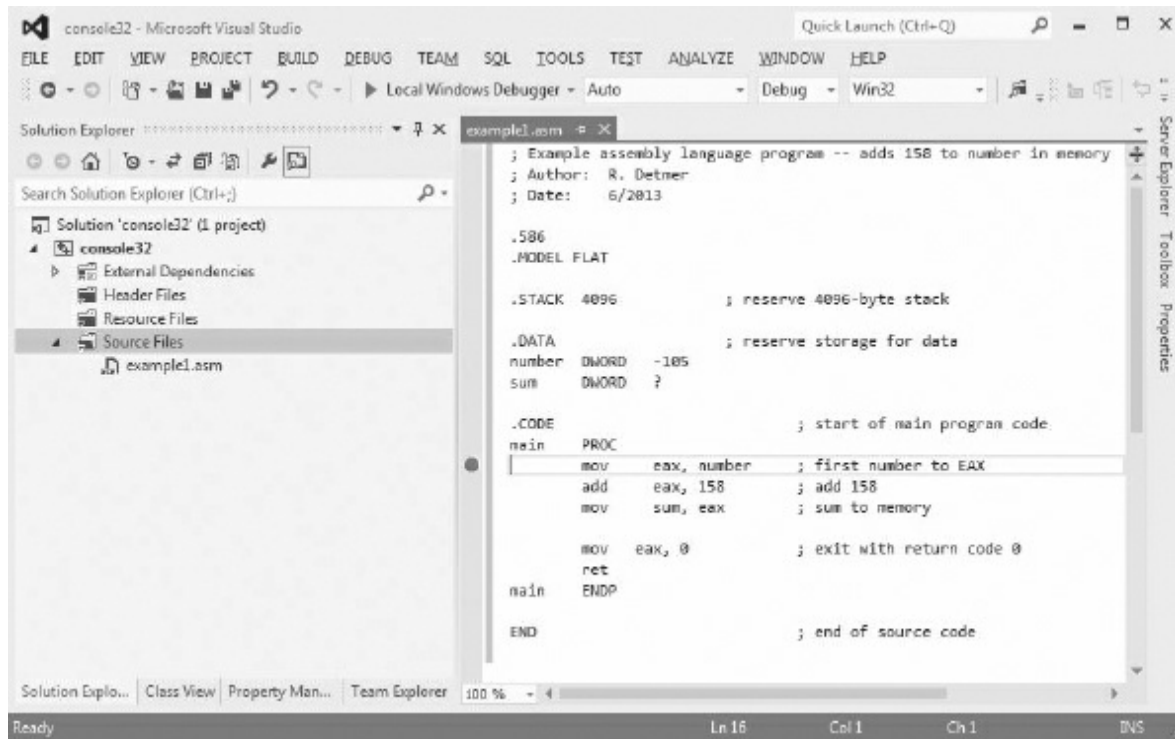 console32 - Microsoft Visual Studio
Quick Launch (Ctrl+Q)
FILE EDIT VIEW PROJECT BUILD DEBUG TEAM SQL TOOLS TEST ANALYZE WINDOW HELP
Local Windows Debugger Auto Debug Win32
Solution Explorer
Search Solution Explorer (Ctrl+;)
Solution 'console32' (1 project)
console32
External Dependencies
Header Files
Resource Files
Source Files
example1.asm
Solution Explo... Class View Property Man... Team Explorer
example1.asm
; Example assembly language program -- adds 158 to number in memory
; Author: R. Detmer
; Date: 6/2013
.586
.MODEL FLAT
.STACK 4096 ; reserve 4096-byte stack
.DATA ; reserve storage for data
number DWORD -105
sum DWORD ?
.CODE ; start of main program code
main PROC
mov eax, number ; first number to EAX
add eax, 158 ; add 158
mov sum, eax ; sum to memory
mov eax, 0 ; exit with return code 0
ret
main ENDP
END ; end of source code
100 %
Server Explorer Toolbox Properties
Ready Ln 16 Col 1 Ch 1 INS